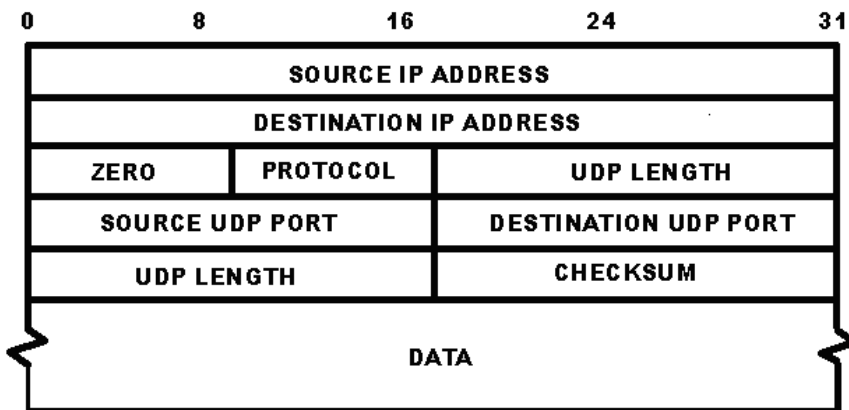 0 8 16 24 31
SOURCE IP ADDRESS
DESTINATION IP ADDRESS
ZERO PROTOCOL UDP LENGTH
SOURCE UDP PORT DESTINATION UDP PORT
UDP LENGTH CHECKSUM
DATA